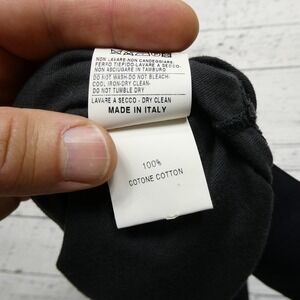 NON LAVARE NON CANDEGGIARE
FERRO TIEPIDO-LAVARE A SECCO-
NON ASCIUGARE IN TAMBURO
DO NOT WASH-DO NOT BLEACH-
COOL IRON-DRY CLEAN-
DO NOT TUMBLE DRY
LAVARE A SECCO - DRY CLEAN
MADE IN ITALY
100%
COTONE COTTON